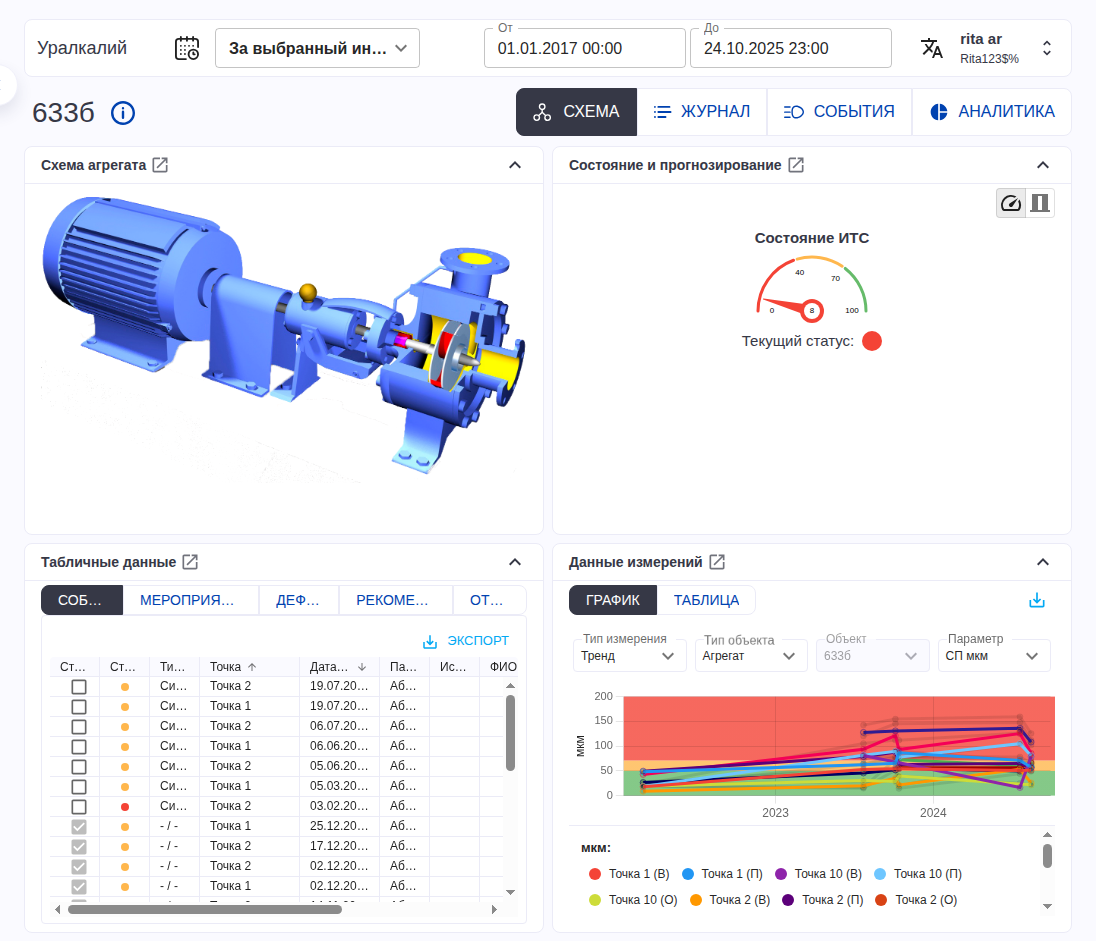 Уралкалий
За выбранный ин…
От
01.01.2017 00:00
До
24.10.2025 23:00
rita ar
Rita123$%
633б
СХЕМА
ЖУРНАЛ
СОБЫТИЯ
АНАЛИТИКА
Схема агрегата
Состояние и прогнозирование
Состояние ИТС
40
70
0
8
100
Текущий статус:
Табличные данные
СОБ…
МЕРОПРИЯ…
ДЕФ…
РЕКОМЕ…
ОТ…
ЭКСПОРТ
Ст… Ст… Ти… Точка Дата… Па… Ис… ФИО
Си… Точка 2 19.07.20… Аб…
Си… Точка 1 19.07.20… Аб…
Си… Точка 2 06.07.20… Аб…
Си… Точка 1 06.06.20… Аб…
Си… Точка 2 05.06.20… Аб…
Си… Точка 1 05.03.20… Аб…
Си… Точка 2 03.02.20… Аб…
- / - Точка 1 25.12.20… Аб…
- / - Точка 2 17.12.20… Аб…
- / - Точка 2 02.12.20… Аб…
- / - Точка 1 02.12.20… Аб…
Данные измерений
ГРАФИК
ТАБЛИЦА
Тип измерения
Тренд
Тип объекта
Агрегат
Объект
633б
Параметр
СП мкм
мкм
200
150
100
50
0
2023
2024
мкм:
Точка 1 (В) Точка 1 (П) Точка 10 (В) Точка 10 (П)
Точка 10 (О) Точка 2 (В) Точка 2 (П) Точка 2 (О)